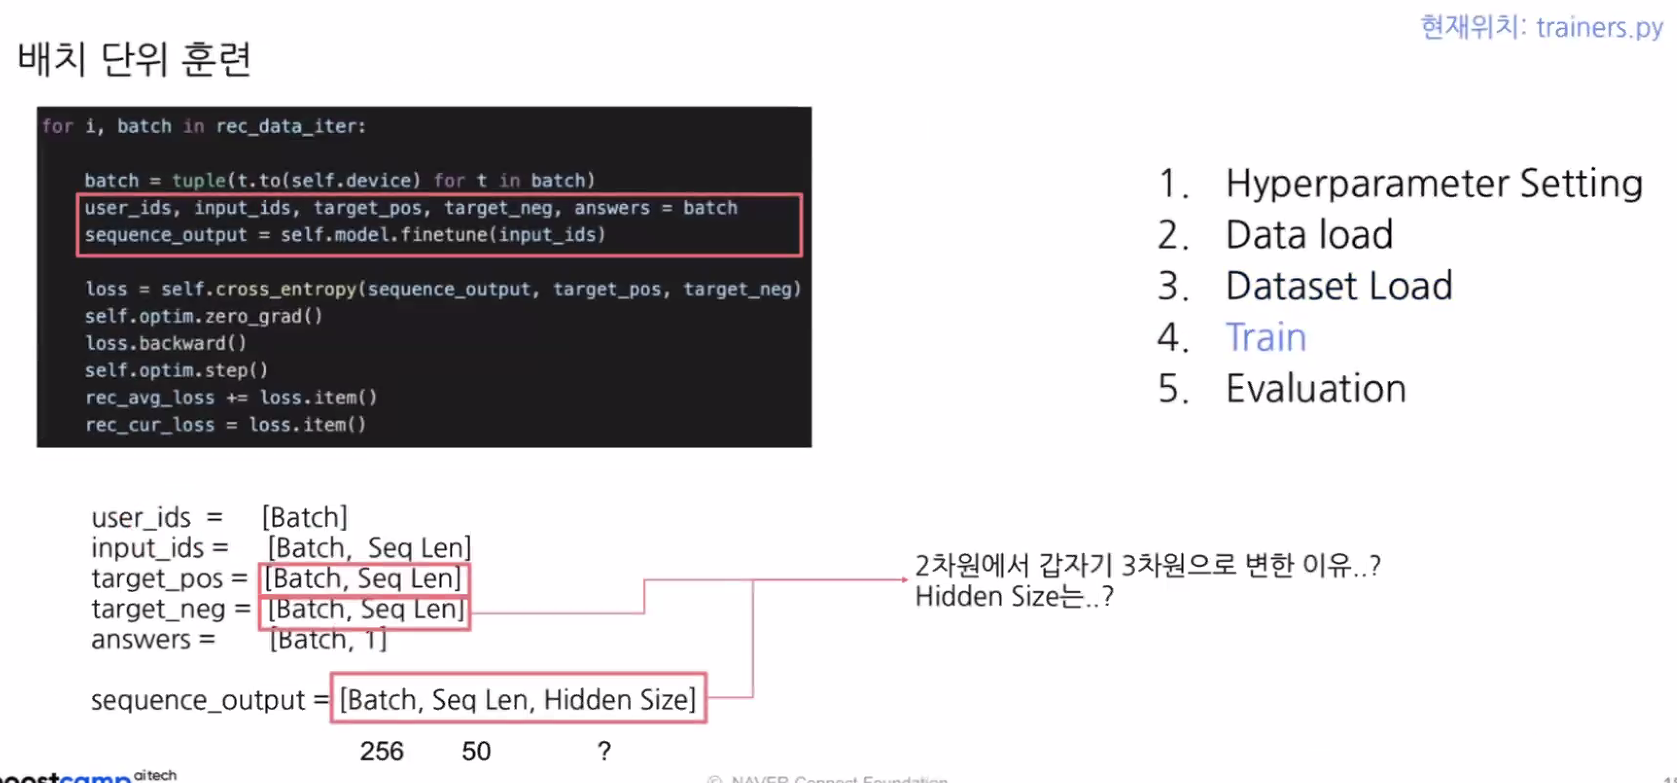 현재위치: trainers.py
배치 단위 훈련
for i, batch in rec_data_iter:
batch = tuple(t.to(self.device) for t in batch)
user_ids, input_ids, target_pos, target_neg, answers = batch
sequence_output = self.model.finetune(input_ids)
loss = self.cross_entropy(sequence_output, target_pos, target_neg)
self.optim.zero_grad()
loss.backward()
self.optim.step()
rec_avg_loss += loss.item()
rec_cur_loss = loss.item()
1. Hyperparameter Setting
2. Data load
3. Dataset Load
4. Train
5. Evaluation
user_ids = [Batch]
input_ids = [Batch, Seq Len]
target_pos = [Batch, Seq Len]
target_neg = [Batch, Seq Len]
answers = [Batch, 1]
sequence_output = [Batch, Seq Len, Hidden Size]
256 50 ?
2차원에서 갑자기 3차원으로 변한 이유..?
Hidden Size는..?
boostcamp aitech
© NAVER Connect Foundation